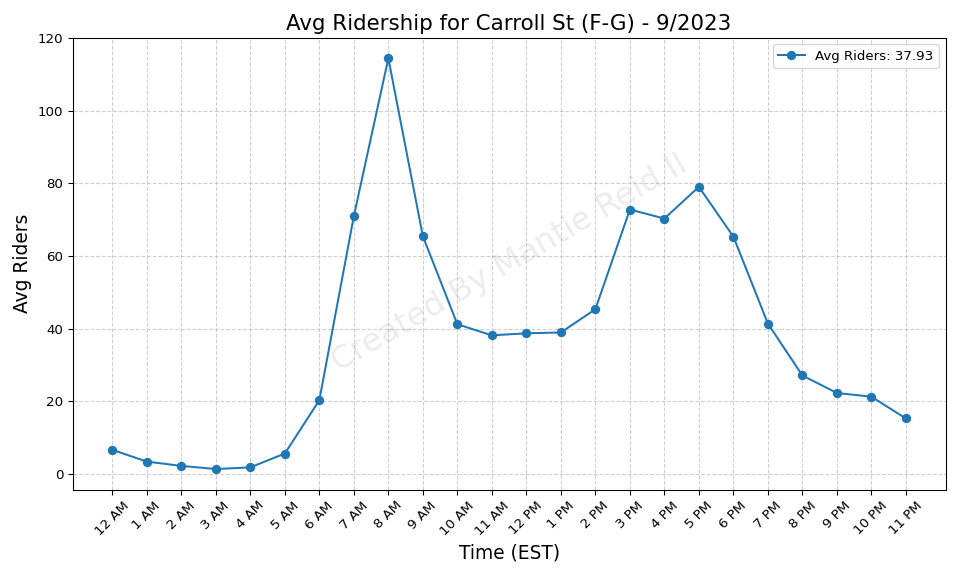 Avg Ridership for Carroll St (F-G) - 9/2023
Avg Riders: 37.93
Avg Riders
120
100
80
60
40
20
0
Created By Mantie Reid II
12 AM
1 AM
2 AM
3 AM
4 AM
5 AM
6 AM
7 AM
8 AM
9 AM
10 AM
11 AM
12 PM
1 PM
2 PM
3 PM
4 PM
5 PM
6 PM
7 PM
8 PM
9 PM
10 PM
11 PM
Time (EST)